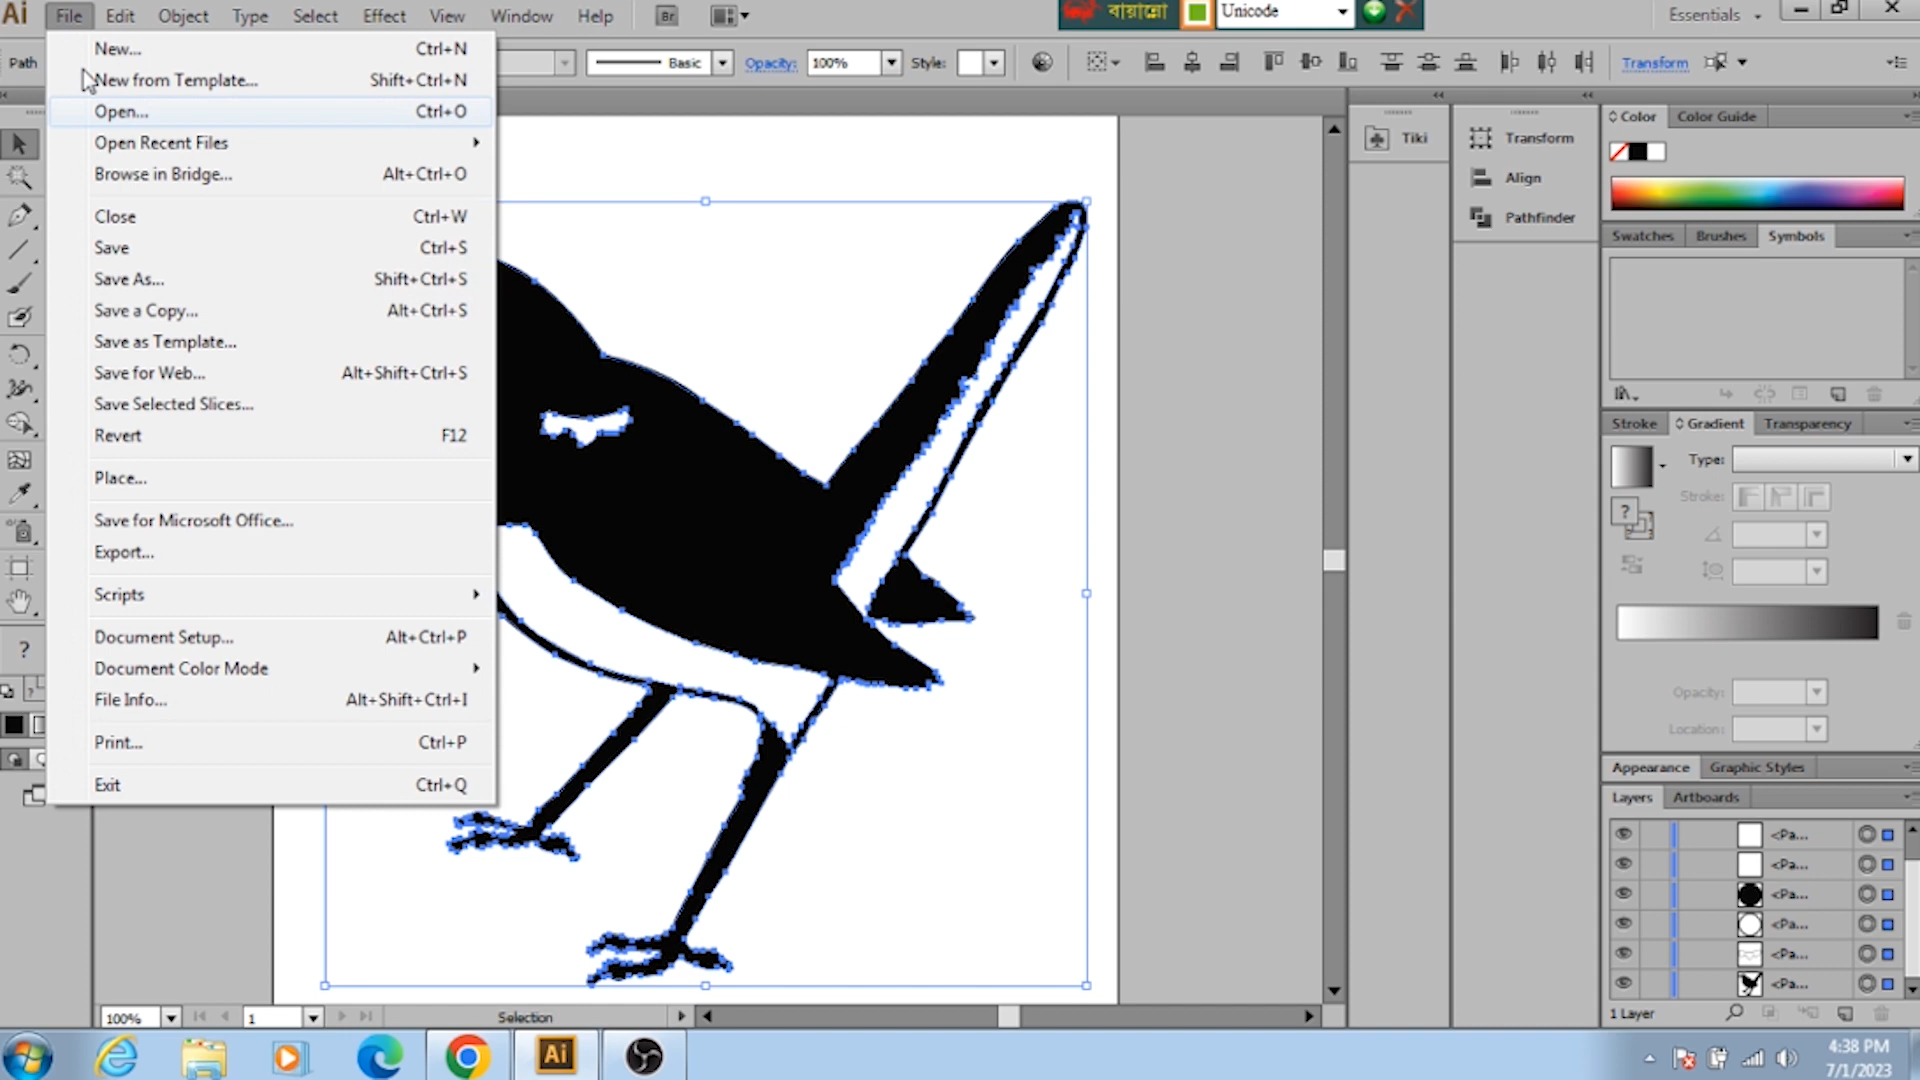 Ai File Edit Object Type Select Effect View Window Help Br বায়ান্নো Unicode Essentials
Path Basic Opacity: 100% Style: Transform
New... Ctrl+N
New from Template... Shift+Ctrl+N
Open... Ctrl+O
Open Recent Files
Browse in Bridge... Alt+Ctrl+O
Close Ctrl+W
Save Ctrl+S
Save As... Shift+Ctrl+S
Save a Copy... Alt+Ctrl+S
Save as Template...
Save for Web... Alt+Shift+Ctrl+S
Save Selected Slices...
Revert F12
Place...
Save for Microsoft Office...
Export...
Scripts
Document Setup... Alt+Ctrl+P
Document Color Mode
File Info... Alt+Shift+Ctrl+I
Print... Ctrl+P
Exit Ctrl+Q
Tiki
Transform
Align
Pathfinder
Color Color Guide
Swatches Brushes Symbols
Stroke Gradient Transparency
Type:
Stroke:
?
?
Opacity:
Location:
Appearance Graphic Styles
Layers Artboards
<Pa...
<Pa...
<Pa...
<Pa...
<Pa...
<Pa...
1 Layer
100% 1 Selection
Ai
4:38 PM
7/1/2023